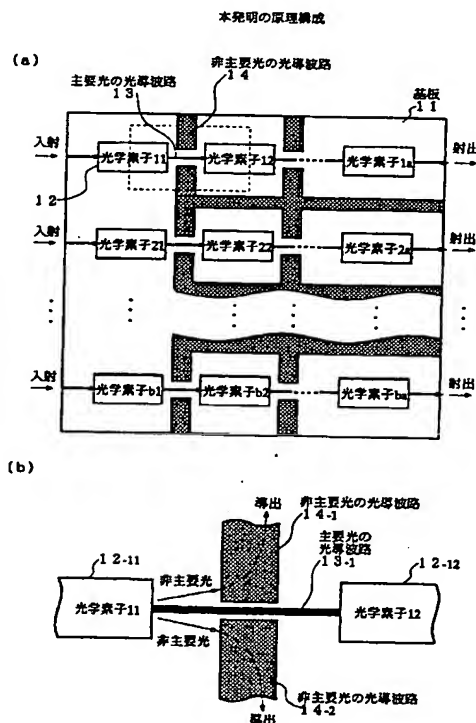 本発明の原理構成
(a)
主要光の光導波路
13
非主要光の光導波路
14
基板
11
入射
光学素子11
光学素子12
光学素子1a
射出
12
入射
光学素子21
光学素子22
光学素子2a
射出
入射
光学素子b1
光学素子b2
光学素子ba
射出
(b)
導出
非主要光の光導波路
14-1
主要光の
光導波路
13-1
12-11
12-12
非主要光
光学素子11
光学素子12
非主要光
非主要光の光導波路
14-2
導出